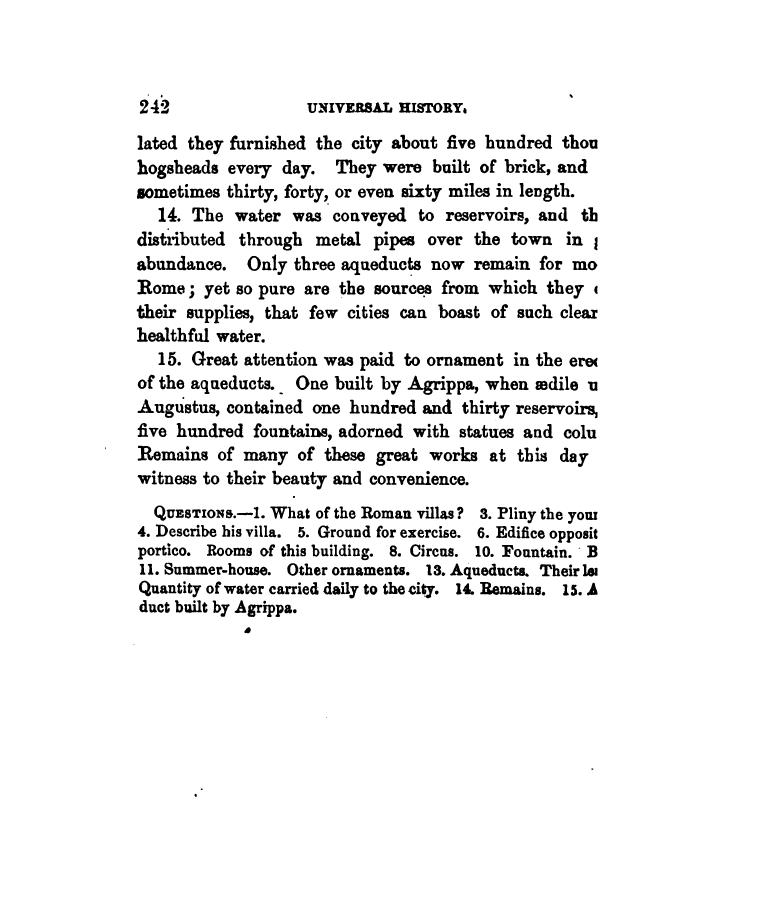 242 UNIVERSAL HISTORY.
lated they furnished the city about five hundred thou
hogsheads every day. They were built of brick, and
sometimes thirty, forty, or even sixty miles in length.
14. The water was conveyed to reservoirs, and th
distributed through metal pipes over the town in
abundance. Only three aqueducts now remain for mo
Rome; yet so pure are the sources from which they
their supplies, that few cities can boast of such clear
healthful water.
15. Great attention was paid to ornament in the erec
of the aqueducts. One built by Agrippa, when ædile u
Augustus, contained one hundred and thirty reservoirs,
five hundred fountains, adorned with statues and colu
Remains of many of these great works at this day
witness to their beauty and convenience.
QUESTIONS.—1. What of the Roman villas? 3. Pliny the your
4. Describe his villa. 5. Ground for exercise. 6. Edifice opposit
portico. Rooms of this building. 8. Circus. 10. Fountain. B
11. Summer-house. Other ornaments. 13. Aqueducts. Their
Quantity of water carried daily to the city. 14. Remains. 15. A
duct built by Agrippa.